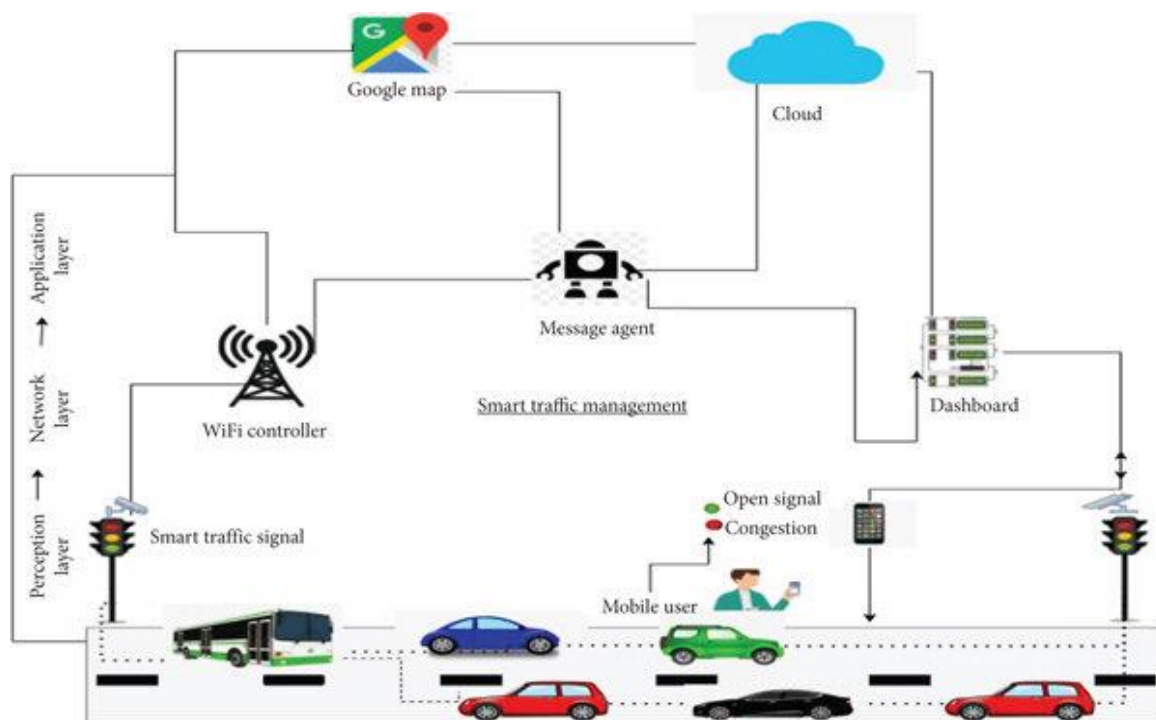 G
Google map
Cloud
Application
layer
Message agent
Network
layer
WiFi controller
Smart traffic management
Dashboard
Perception
layer
Smart traffic signal
Open signal
Congestion
Mobile user